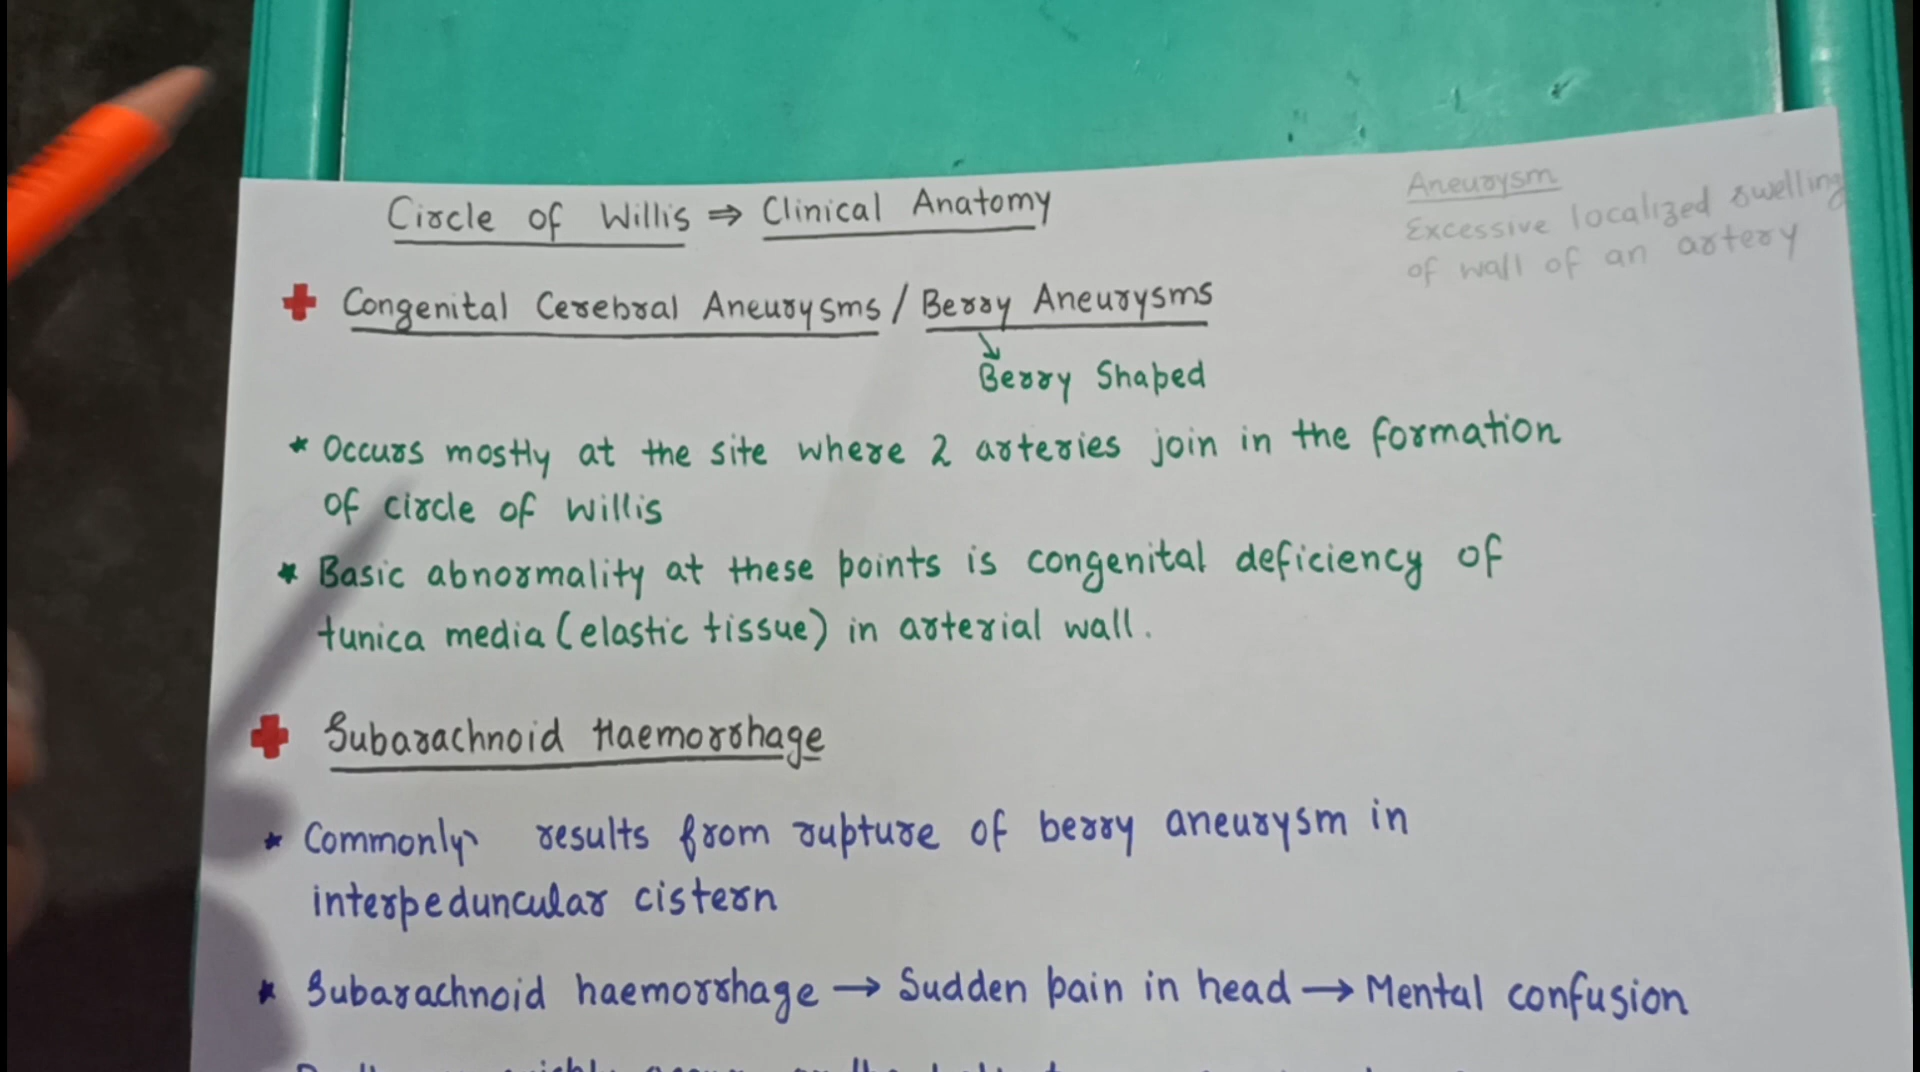 Circle of Willis ⇒ Clinical Anatomy
Aneurysm
Excessive localized swelling
of wall of an artery
Congenital Cerebral Aneurysms / Berry Aneurysms
Berry Shaped
* Occurs mostly at the site where 2 arteries join in the formation
of circle of willis
* Basic abnormality at these points is congenital deficiency of
tunica media (elastic tissue) in arterial wall.
Subarachnoid Haemorrhage
* Commonly results from rupture of berry aneurysm in
interpeduncular cistern
* Subarachnoid haemorrhage → Sudden pain in head → Mental confusion